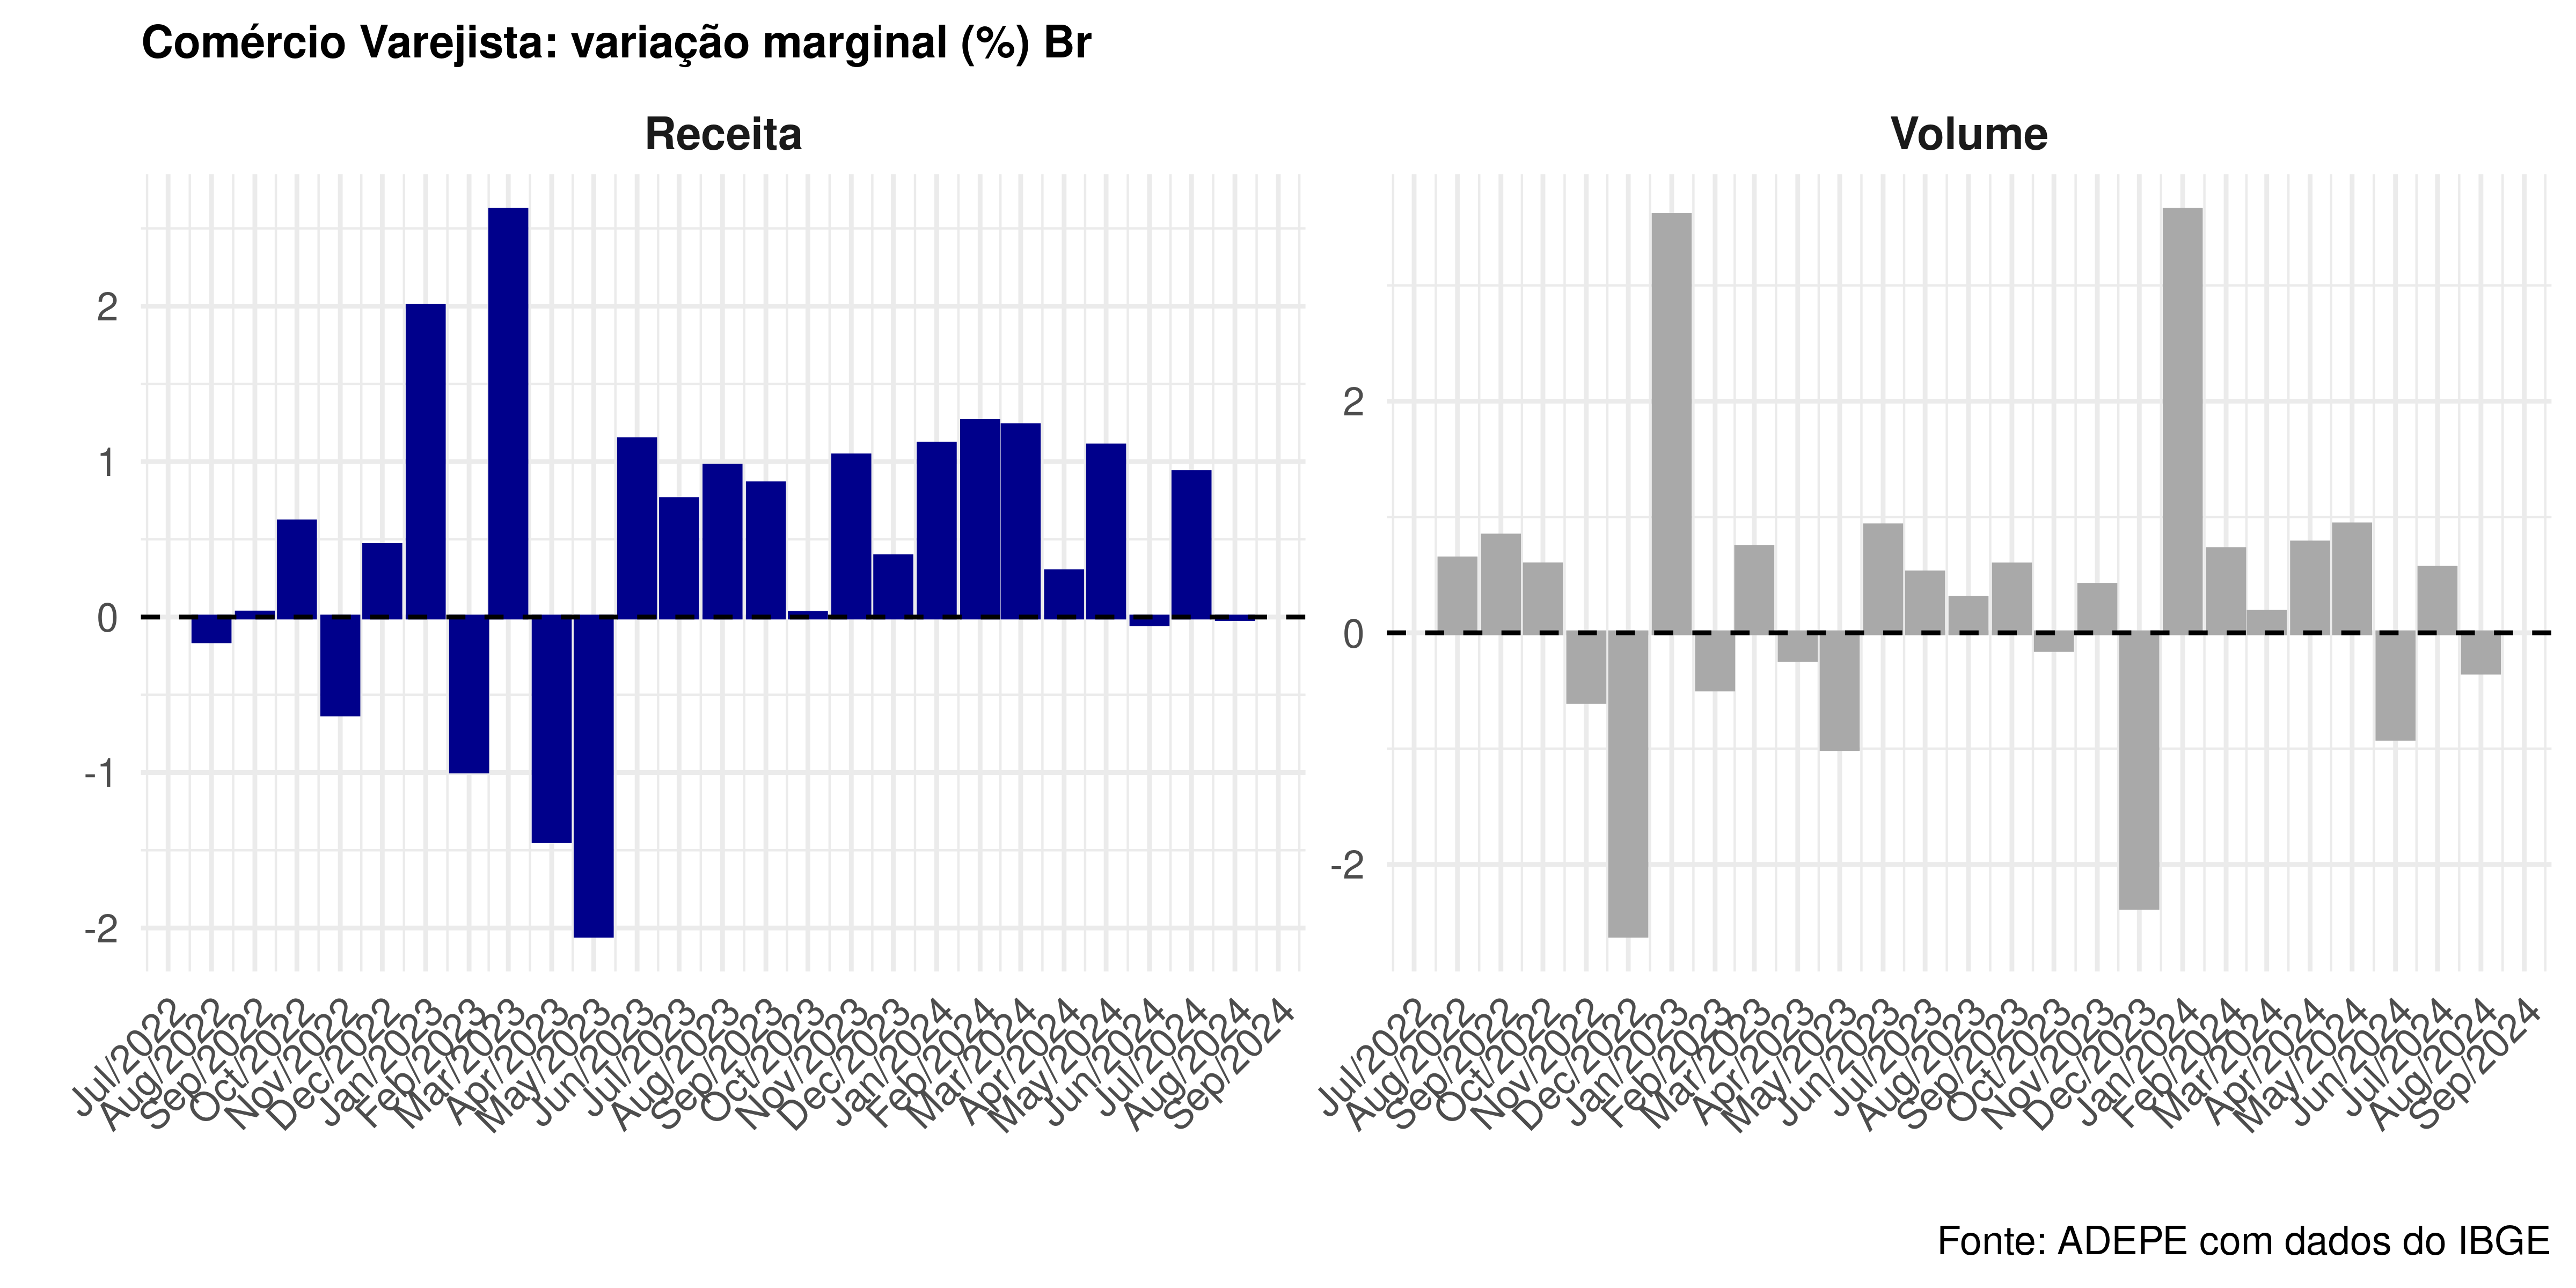 Comércio Varejista: variação marginal (%) Br
Receita
Volume
2
1
0
-1
-2
2
0
-2
Jul/2022
Aug/2022
Sep/2022
Oct/2022
Nov/2022
Dec/2022
Jan/2023
Feb/2023
Mar/2023
Apr/2023
May/2023
Jun/2023
Jul/2023
Aug/2023
Sep/2023
Oct/2023
Nov/2023
Dec/2023
Jan/2024
Feb/2024
Mar/2024
Apr/2024
May/2024
Jun/2024
Jul/2024
Aug/2024
Sep/2024
Jul/2022
Aug/2022
Sep/2022
Oct/2022
Nov/2022
Dec/2022
Jan/2023
Feb/2023
Mar/2023
Apr/2023
May/2023
Jun/2023
Jul/2023
Aug/2023
Sep/2023
Oct/2023
Nov/2023
Dec/2023
Jan/2024
Feb/2024
Mar/2024
Apr/2024
May/2024
Jun/2024
Jul/2024
Aug/2024
Sep/2024
Fonte: ADEPE com dados do IBGE